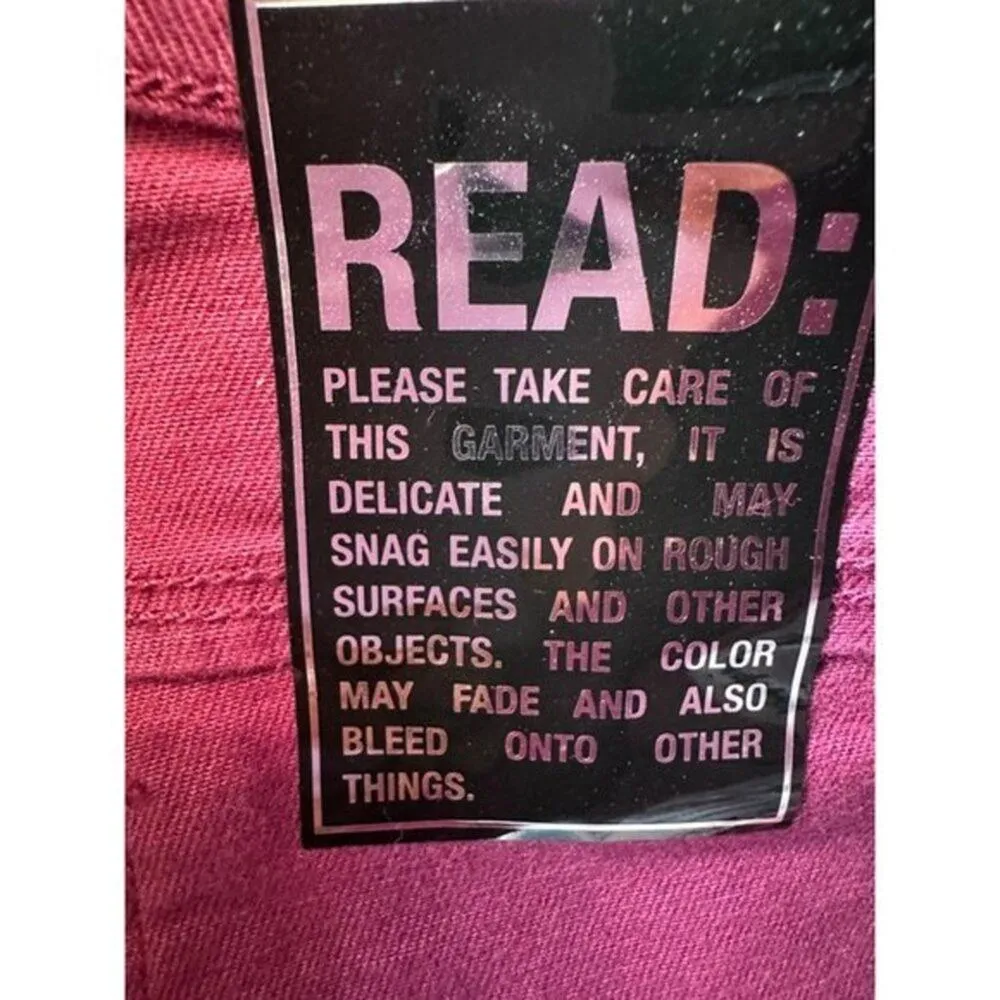 READ:
PLEASE TAKE CARE OF
THIS GARMENT, IT IS
DELICATE AND MAY
SNAG EASILY ON ROUGH
SURFACES AND OTHER
OBJECTS. THE COLOR
MAY FADE AND ALSO
BLEED ONTO OTHER
THINGS.